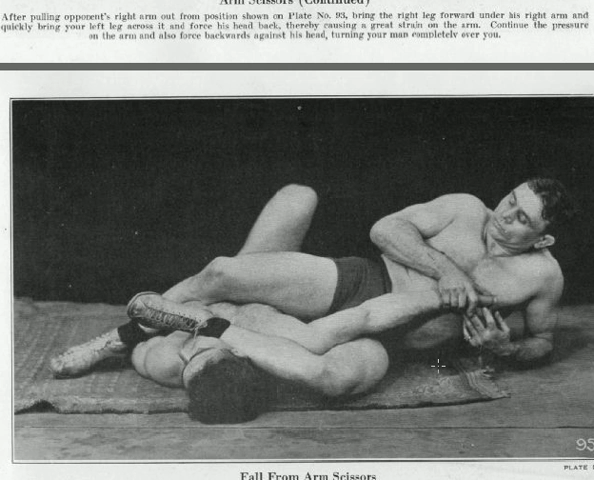 Arm Scissors (Continued)
After pulling opponent's right arm out from position shown on Plate No. 93, bring the right leg forward under his right arm and
quickly bring your left leg across it and force his head back, thereby causing a great strain on the arm. Continue the pressure
on the arm and also force backwards against his head, turning your man completely over you.
95
PLATE
Fall From Arm Scissors